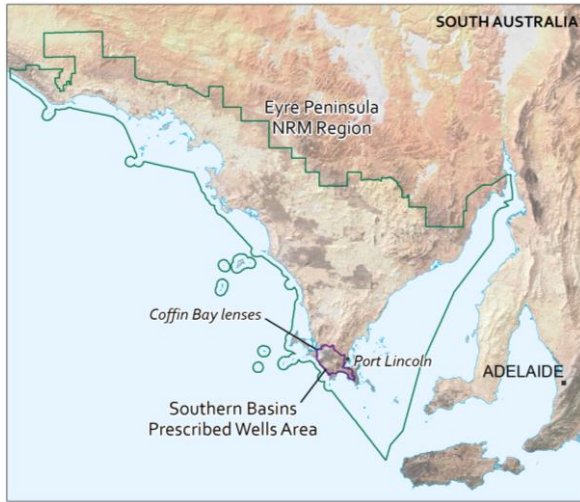 SOUTH AUSTRALIA
Eyre Peninsula
NRM Region
Coffin Bay lenses
Port Lincoln
ADELAIDE
Southern Basins
Prescribed Wells Area